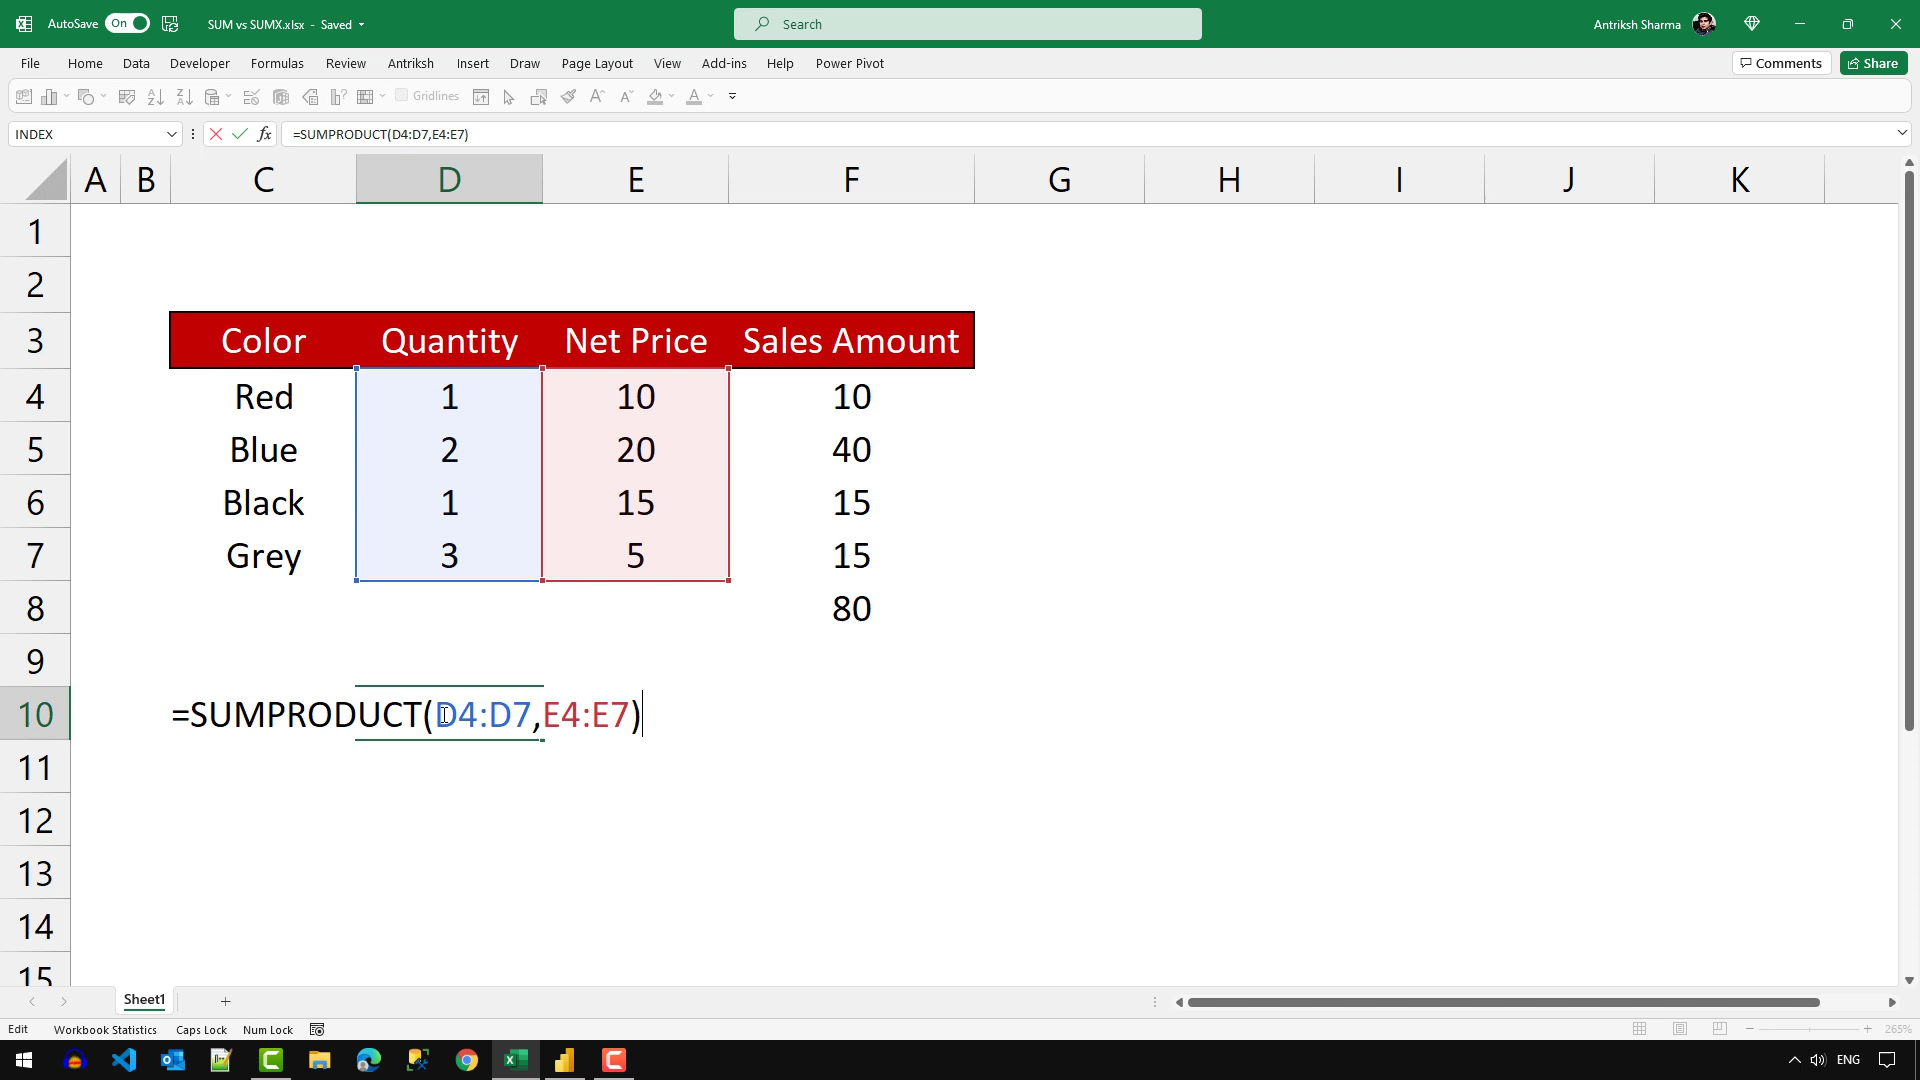 AutoSave On SUM vs SUMX.xlsx - Saved Search Antriksh Sharma
File Home Data Developer Formulas Review Antriksh Insert Draw Page Layout View Add-ins Help Power Pivot Comments Share
Gridlines A A A
INDEX fx =SUMPRODUCT(D4:D7,E4:E7)
A B C D E F G H I J K
1
2
3 Color Quantity Net Price Sales Amount
4 Red 1 10 10
5 Blue 2 20 40
6 Black 1 15 15
7 Grey 3 5 15
8 80
9
10 =SUMPRODUCT(D4:D7,E4:E7)
11
12
13
14
15
Sheet1
Edit Workbook Statistics Caps Lock Num Lock 265%
ENG